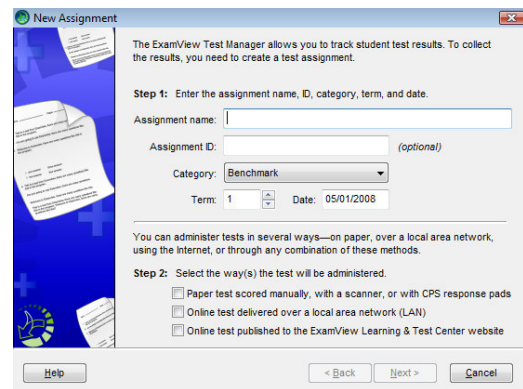 New Assignment
The ExamView Test Manager allows you to track student test results. To collect
the results, you need to create a test assignment.
Step 1: Enter the assignment name, ID, category, term, and date.
Assignment name:
Assignment ID: (optional)
Category: Benchmark
Term: 1 Date: 05/01/2008
You can administer tests in several ways—on paper, over a local area network,
using the Internet, or through any combination of these methods.
Step 2: Select the way(s) the test will be administered.
Paper test scored manually, with a scanner, or with CPS response pads
Online test delivered over a local area network (LAN)
Online test published to the ExamView Learning & Test Center website
Help < Back Next > Cancel